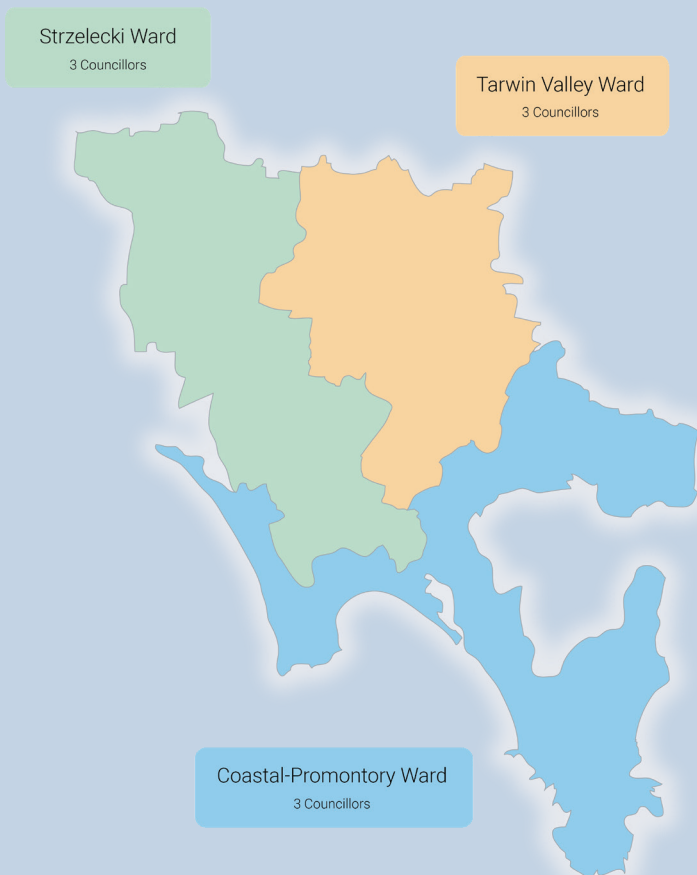 Strzelecki Ward
3 Councillors
Tarwin Valley Ward
3 Councillors
Coastal-Promontory Ward
3 Councillors